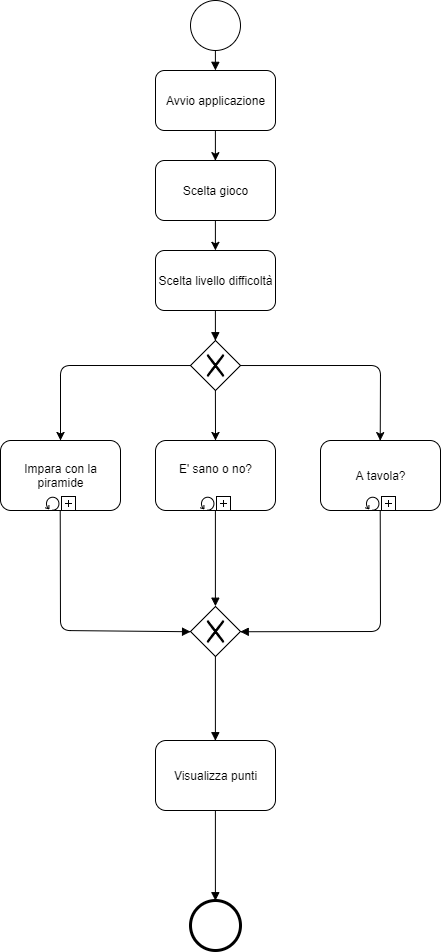 Avvio applicazione
Scelta gioco
Scelta livello difficoltà
Impara con la
piramide
E' sano o no?
A tavola?
Visualizza punti